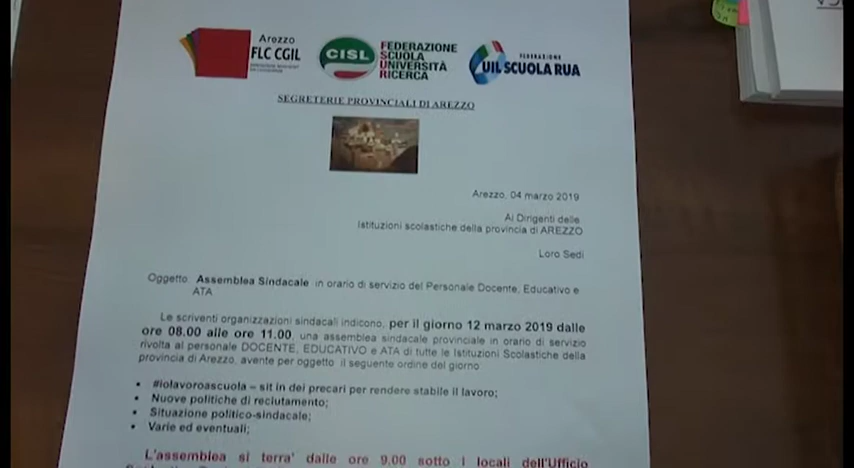 Arezzo
FLC CGIL
CISL
FEDERAZIONE
SCUOLA
UNIVERSITÀ
RICERCA
FEDERAZIONE
UIL SCUOLA RUA
SEGRETERIE PROVINCIALI DI AREZZO
Arezzo, 04 marzo 2019
Ai Dirigenti delle
Istituzioni scolastiche della provincia di AREZZO
Loro Sedi
Oggetto Assemblea Sindacale in orario di servizio del Personale Docente, Educativo e
ATA
Le scriventi organizzazioni sindacali indicono, per il giorno 12 marzo 2019 dalle
ore 08.00 alle ore 11.00, una assemblea sindacale provinciale in orario di servizio
rivolta al personale DOCENTE, EDUCATIVO e ATA di tutte le Istituzioni Scolastiche della
provincia di Arezzo, avente per oggetto il seguente ordine del giorno
• #iolavoroascuola – sit in dei precari per rendere stabile il lavoro;
• Nuove politiche di reclutamento;
• Situazione politico-sindacale;
• Varie ed eventuali;
L'assemblea si terra' dalle ore 9.00 sotto i locali dell'Ufficio